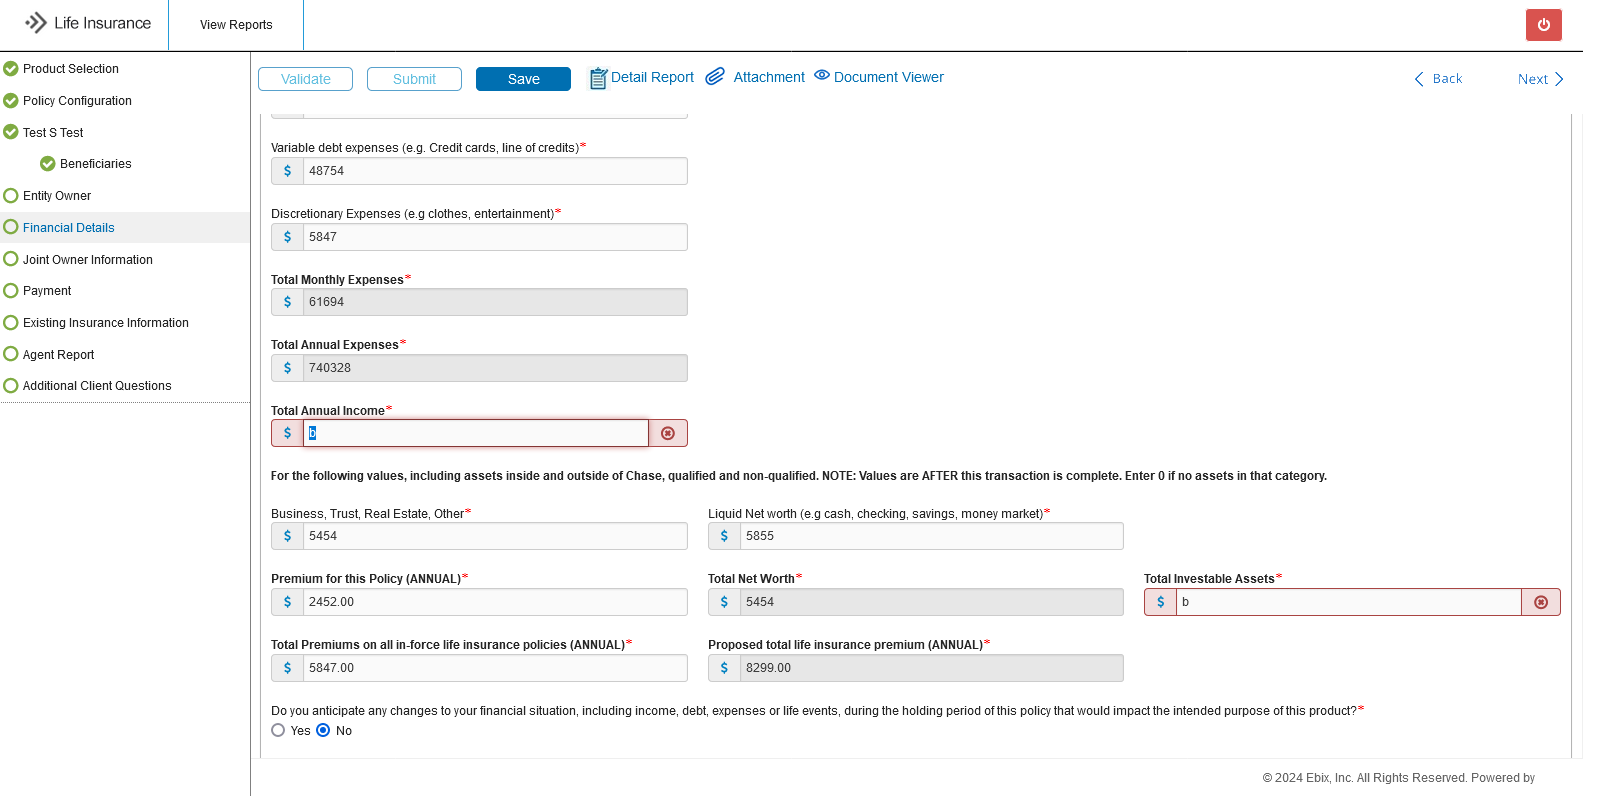 Life Insurance
View Reports
Product Selection
Policy Configuration
Test S Test
Beneficiaries
Entity Owner
Financial Details
Joint Owner Information
Payment
Existing Insurance Information
Agent Report
Additional Client Questions
Validate
Submit
Save
Detail Report
Attachment
Document Viewer
Back
Next
Variable debt expenses (e.g. Credit cards, line of credits)*
$ 48754
Discretionary Expenses (e.g clothes, entertainment)*
$ 5847
Total Monthly Expenses*
$ 61694
Total Annual Expenses*
$ 740328
Total Annual Income*
$ b
For the following values, including assets inside and outside of Chase, qualified and non-qualified. NOTE: Values are AFTER this transaction is complete. Enter 0 if no assets in that category.
Business, Trust, Real Estate, Other*
$ 5454
Liquid Net worth (e.g cash, checking, savings, money market)*
$ 5855
Premium for this Policy (ANNUAL)*
$ 2452.00
Total Net Worth*
$ 5454
Total Investable Assets*
$ b
Total Premiums on all in-force life insurance policies (ANNUAL)*
$ 5847.00
Proposed total life insurance premium (ANNUAL)*
$ 8299.00
Do you anticipate any changes to your financial situation, including income, debt, expenses or life events, during the holding period of this policy that would impact the intended purpose of this product?*
Yes No
© 2024 Ebix, Inc. All Rights Reserved. Powered by